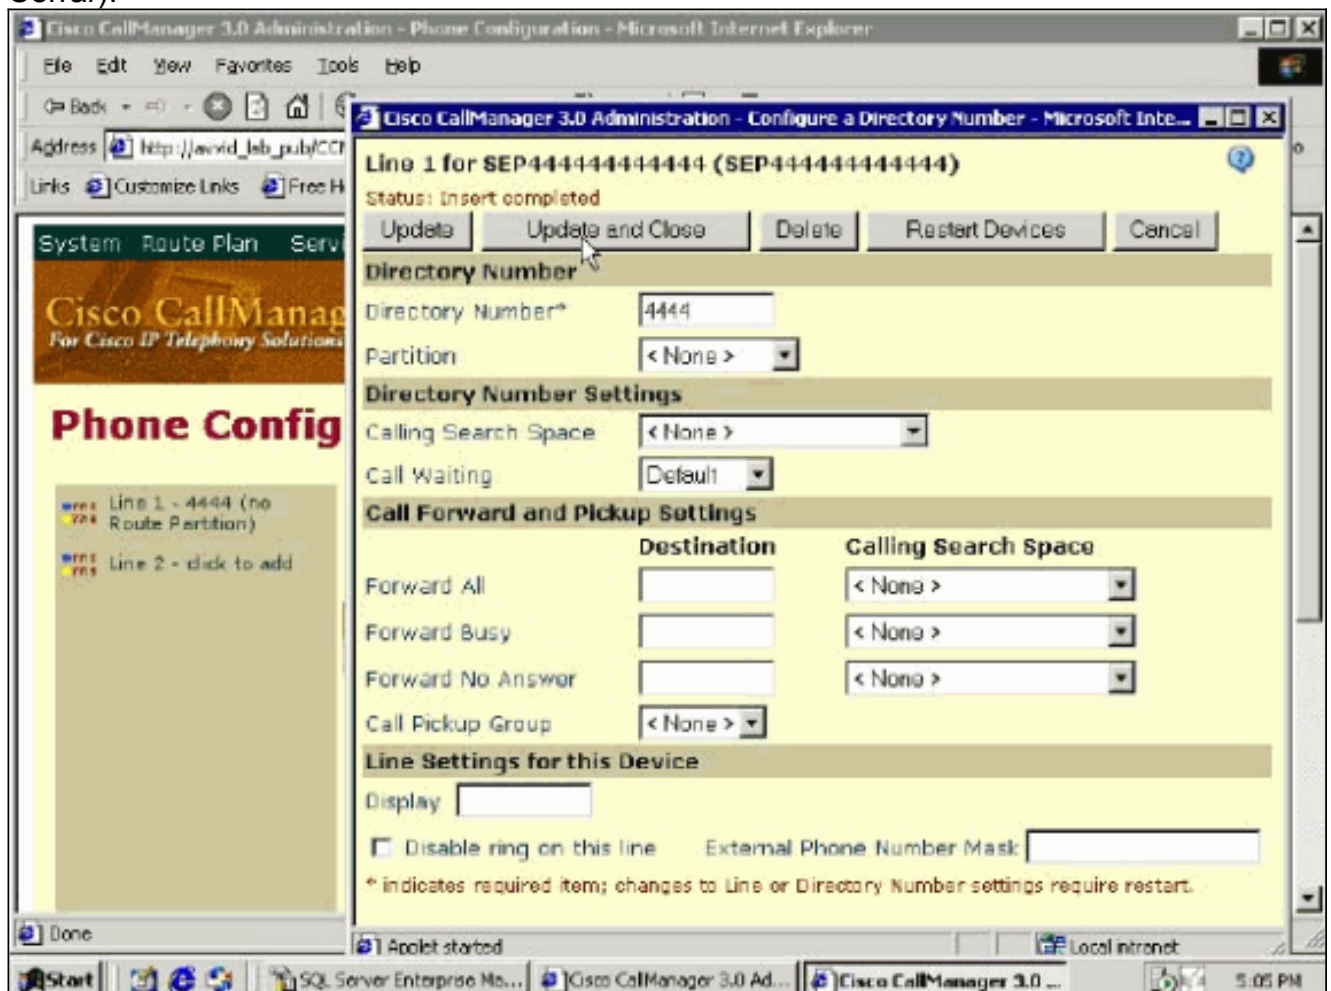 Cisco CallManager 3.0 Administration - Phone Configuration - Microsoft Internet Explorer
File Edit View Favorites Tools Help
Back
Cisco CallManager 3.0 Administration - Configure a Directory Number - Microsoft Inte...
Address http://avvid_lab_pub/CCM
Links Customize Links Free H
Line 1 for SEP444444444444 (SEP444444444444)
Status: Insert completed
Update Update and Close Delete Restart Devices Cancel
System Route Plan Servi
Directory Number
Cisco CallManag
For Cisco IP Telephony Solutions
Directory Number* 4444
Partition < None >
Directory Number Settings
Phone Config
Calling Search Space < None >
Call Waiting Default
Line 1 - 4444 (no
Route Partition)
Line 2 - click to add
Call Forward and Pickup Settings
Destination Calling Search Space
Forward All < None >
Forward Busy < None >
Forward No Answer < None >
Call Pickup Group < None >
Line Settings for this Device
Display
Disable ring on this line External Phone Number Mask
* indicates required item; changes to Line or Directory Number settings require restart.
Done
Applet started Local intranet
Start SQL Server Enterprise Ma... Cisco CallManager 3.0 Ad... Cisco CallManager 3.0 ... 5:05 PM